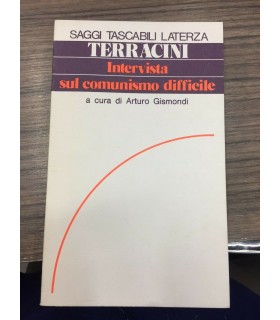 SAGGI TASCABILI LATERZA
TERRACINI
Intervista
sul comunismo difficile
a cura di Arturo Gismondi